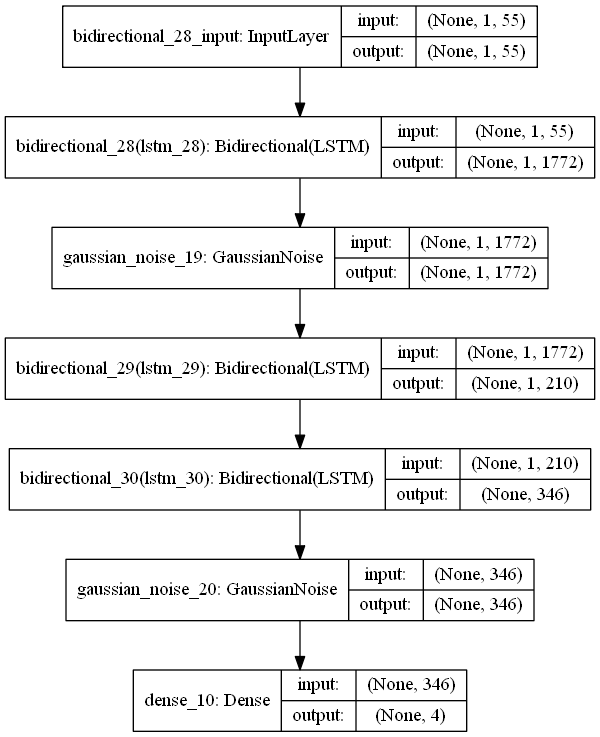 bidirectional_28_input: InputLayer
input: (None, 1, 55)
output: (None, 1, 55)
bidirectional_28(lstm_28): Bidirectional(LSTM)
input: (None, 1, 55)
output: (None, 1, 1772)
gaussian_noise_19: GaussianNoise
input: (None, 1, 1772)
output: (None, 1, 1772)
bidirectional_29(lstm_29): Bidirectional(LSTM)
input: (None, 1, 1772)
output: (None, 1, 210)
bidirectional_30(lstm_30): Bidirectional(LSTM)
input: (None, 1, 210)
output: (None, 346)
gaussian_noise_20: GaussianNoise
input: (None, 346)
output: (None, 346)
dense_10: Dense
input: (None, 346)
output: (None, 4)